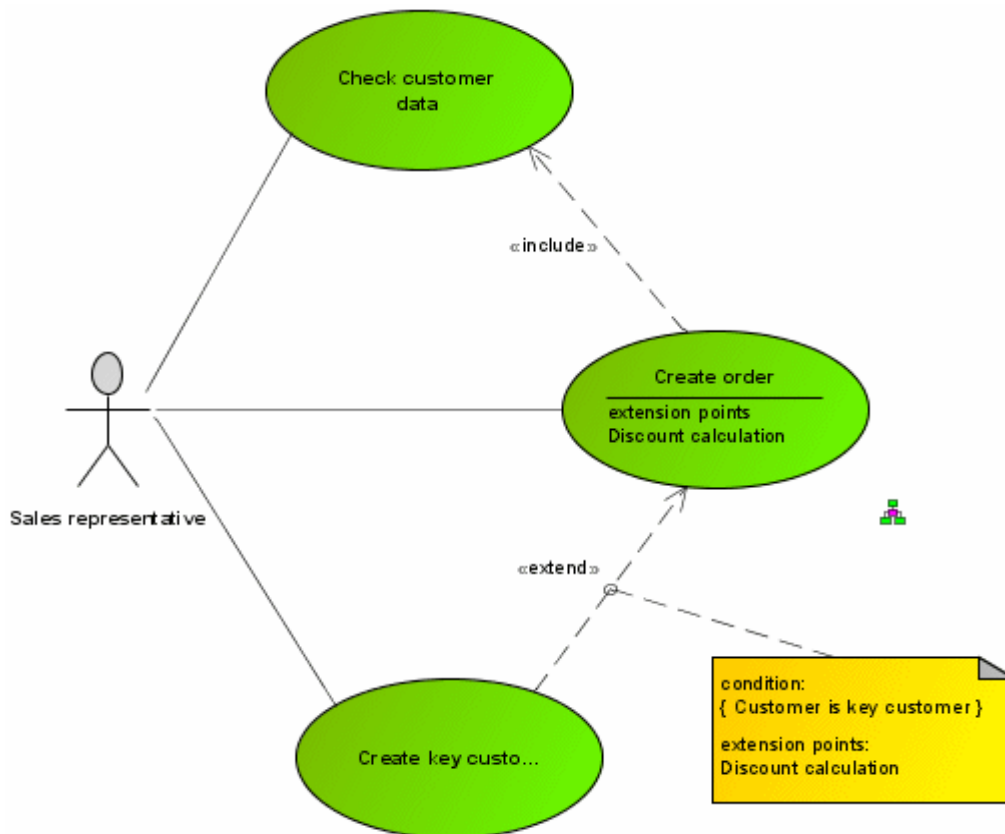 Check customer
data
«include»
Create order
extension points
Discount calculation
Sales representative
«extend»
condition:
{ Customer is key customer }
extension points:
Discount calculation
Create key custo...